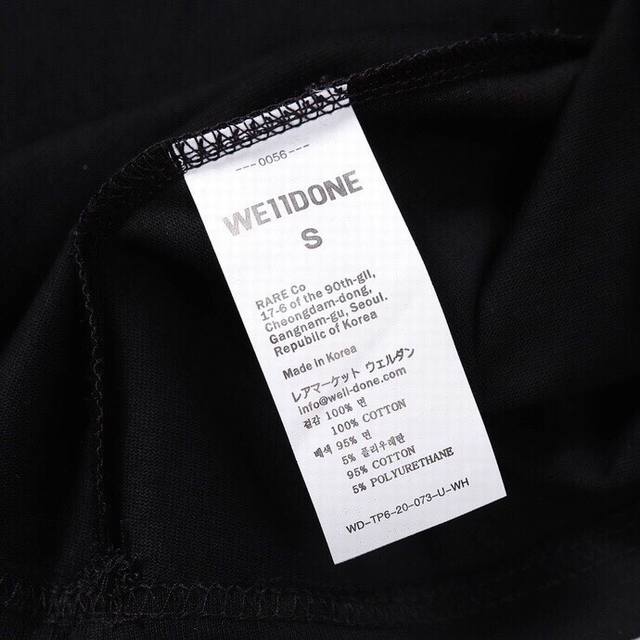 ---0056---
WE11DONE
S
RARE Co
17-6 of the 90th-gil,
Cheongdam-dong,
Gangnam-gu, Seoul.
Republic of Korea
Made in Korea
レアマーケット ウェルダン
info@well-done.com
겉감 100% 면
100% COTTON
배색 95% 면
5% 폴리우레탄
95% COTTON
5% POLYURETHANE
WD-TP6-20-073-U-WH